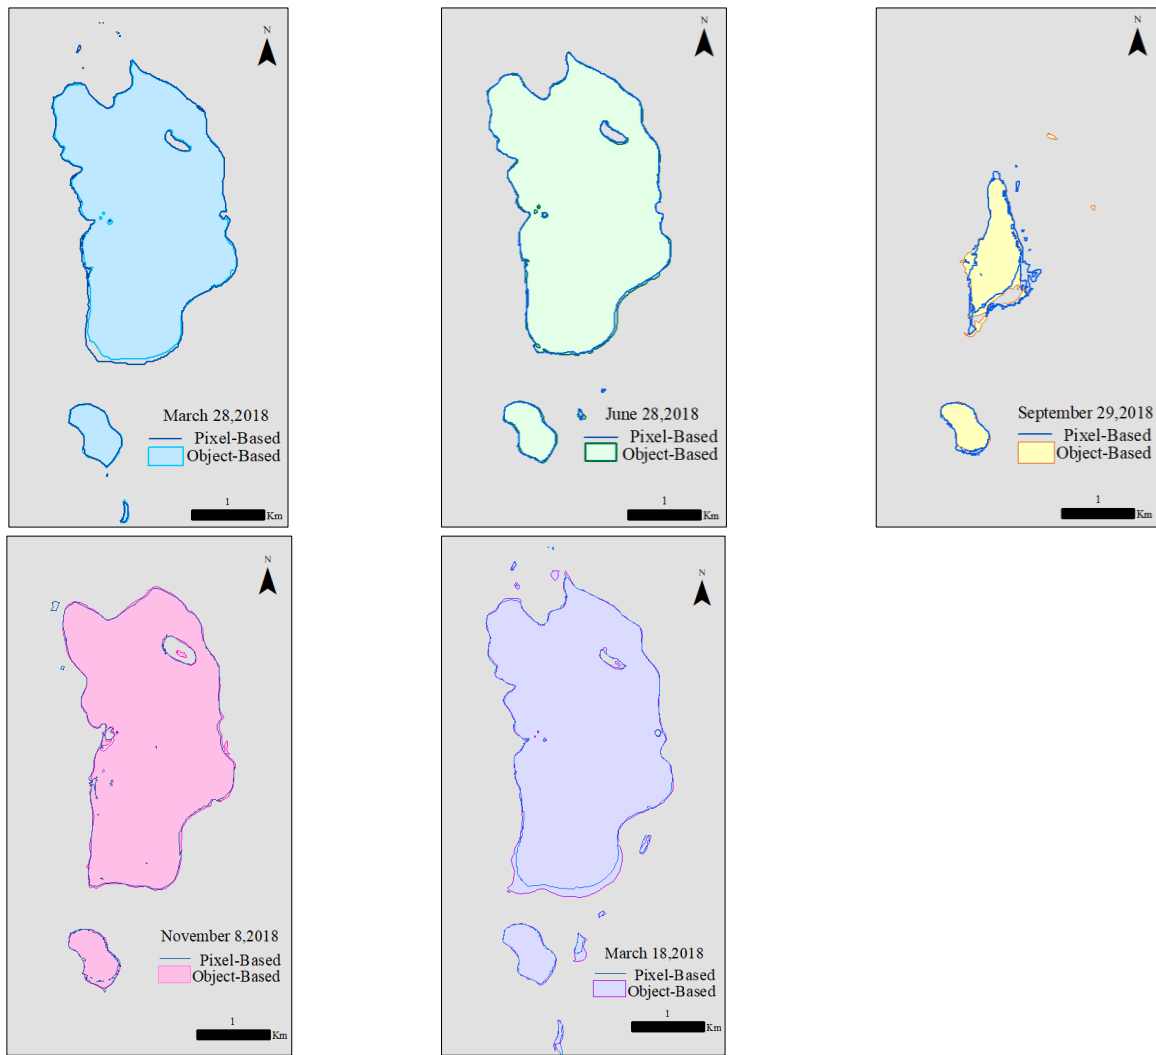 N
March 28,2018
Pixel-Based
Object-Based
1
Km
N
June 28,2018
Pixel-Based
Object-Based
1
Km
N
September 29,2018
Pixel-Based
Object-Based
1
Km
N
November 8,2018
Pixel-Based
Object-Based
1
Km
N
March 18,2018
Pixel-Based
Object-Based
1
Km